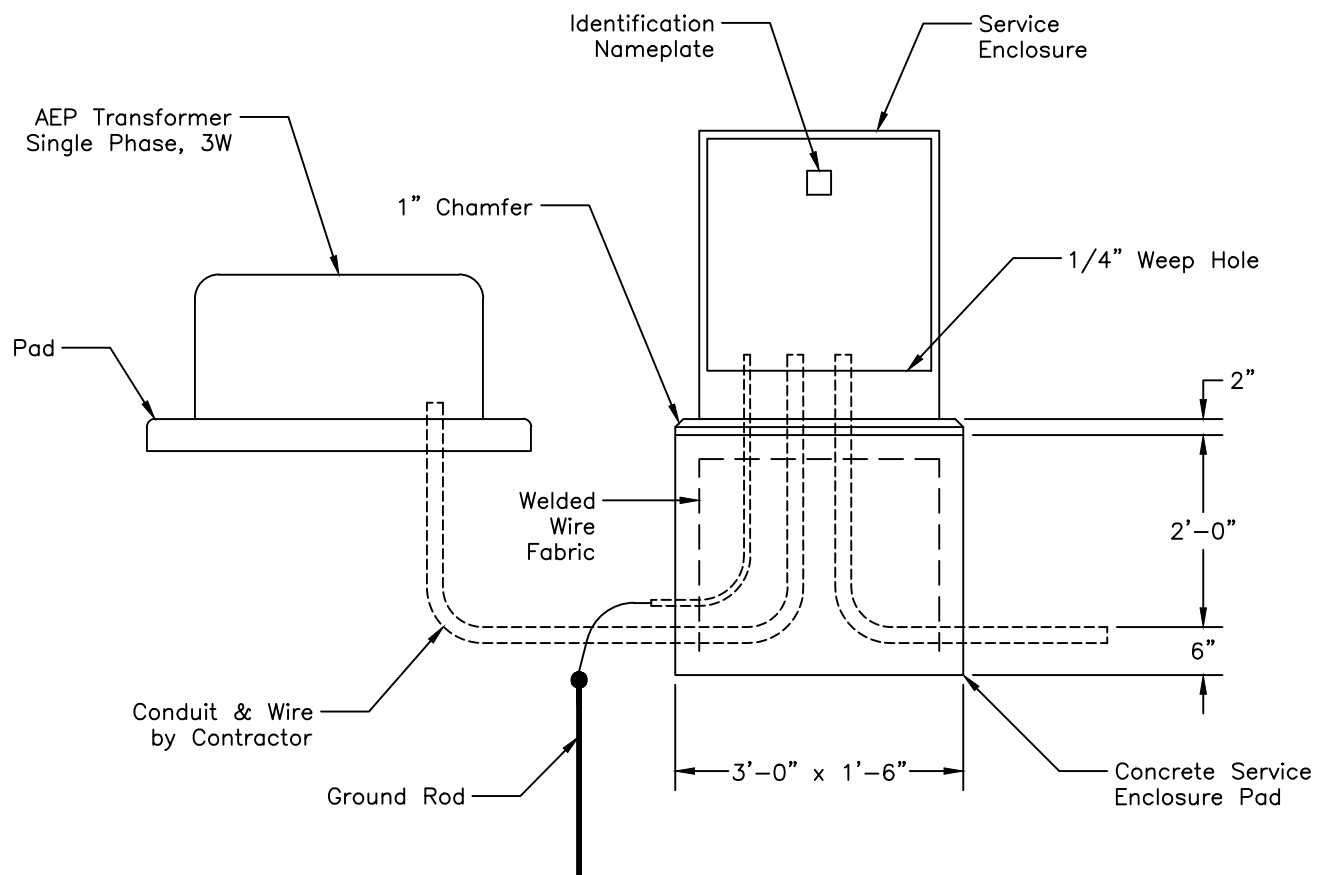 Identification
Nameplate
Service
Enclosure
AEP Transformer
Single Phase, 3W
1” Chamfer
1/4” Weep Hole
Pad
2”
Welded
Wire
Fabric
2’-0”
6”
Conduit & Wire
by Contractor
3’-0” x 1’-6”
Ground Rod
Concrete Service
Enclosure Pad